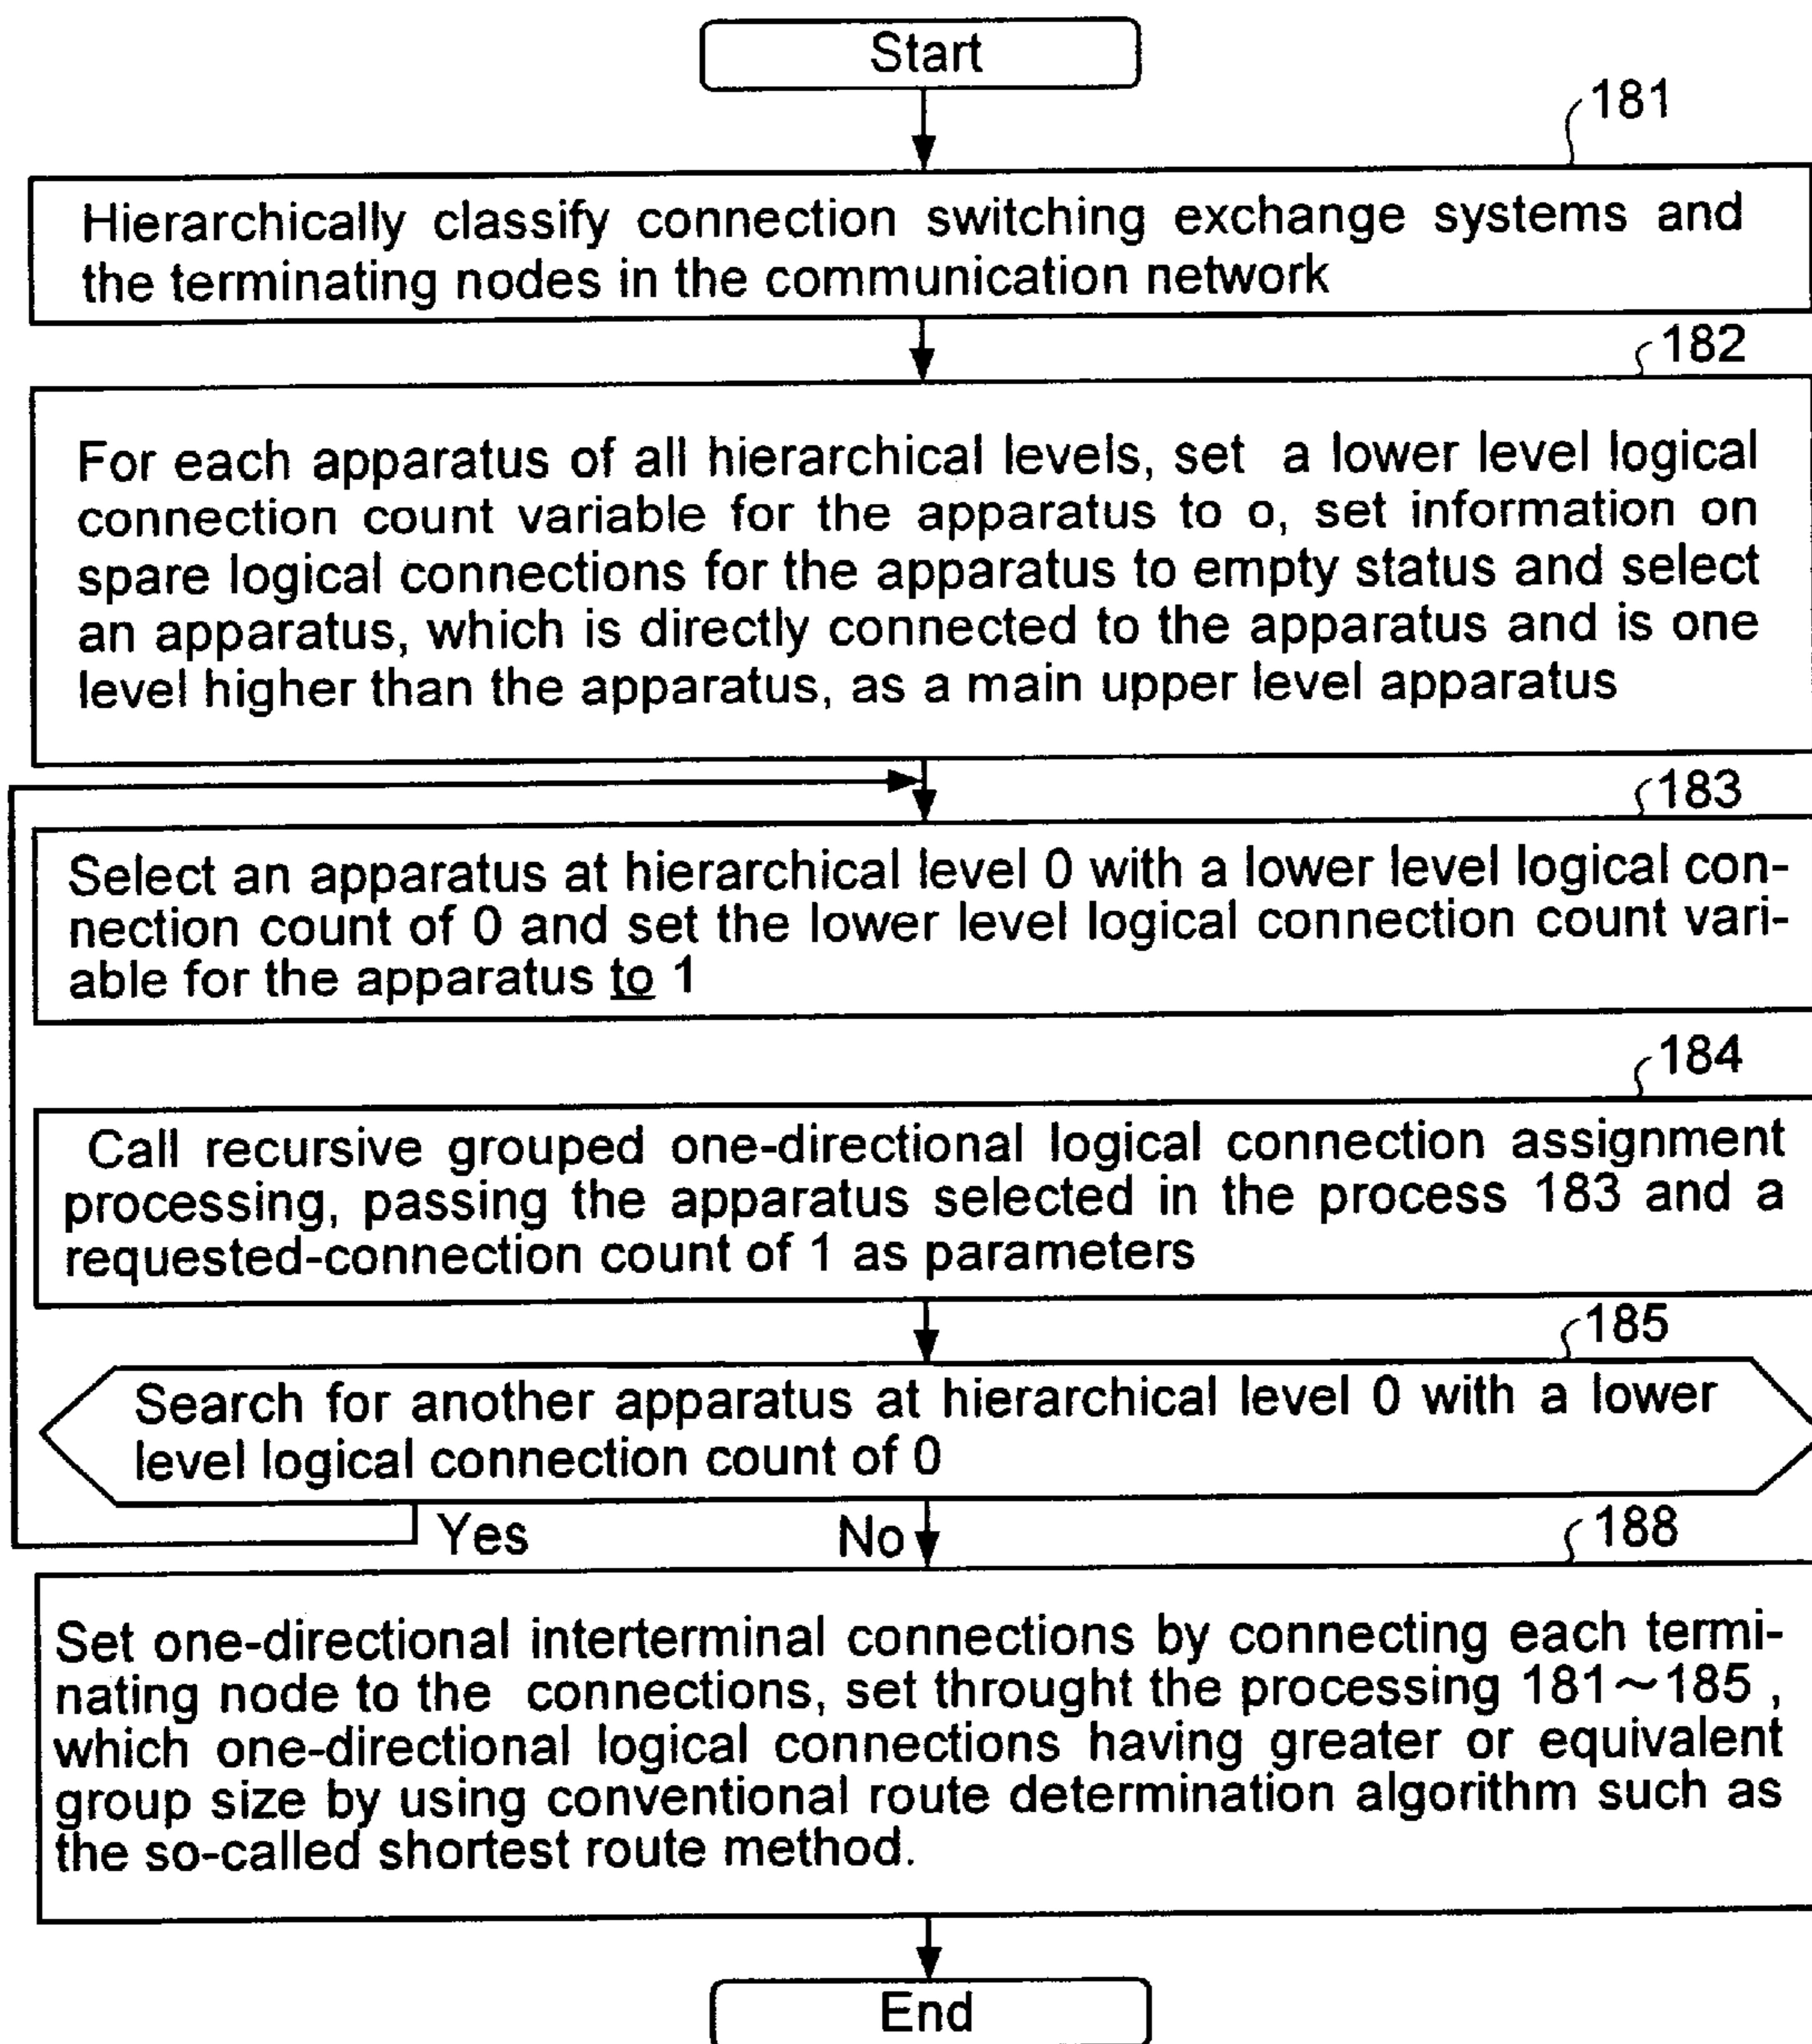 Start
181
Hierarchically classify connection switching exchange systems and
the terminating nodes in the communication network
182
For each apparatus of all hierarchical levels, set a lower level logical
connection count variable for the apparatus to o, set information on
spare logical connections for the apparatus to empty status and select
an apparatus, which is directly connected to the apparatus and is one
level higher than the apparatus, as a main upper level apparatus
183
Select an apparatus at hierarchical level 0 with a lower level logical con-
nection count of 0 and set the lower level logical connection count vari-
able for the apparatus to 1
184
Call recursive grouped one-directional logical connection assignment
processing, passing the apparatus selected in the process 183 and a
requested-connection count of 1 as parameters
185
Search for another apparatus at hierarchical level 0 with a lower
level logical connection count of 0
Yes
No
188
Set one-directional interterminal connections by connecting each termi-
nating node to the connections, set throught the processing 181~185 ,
which one-directional logical connections having greater or equivalent
group size by using conventional route determination algorithm such as
the so-called shortest route method.
End